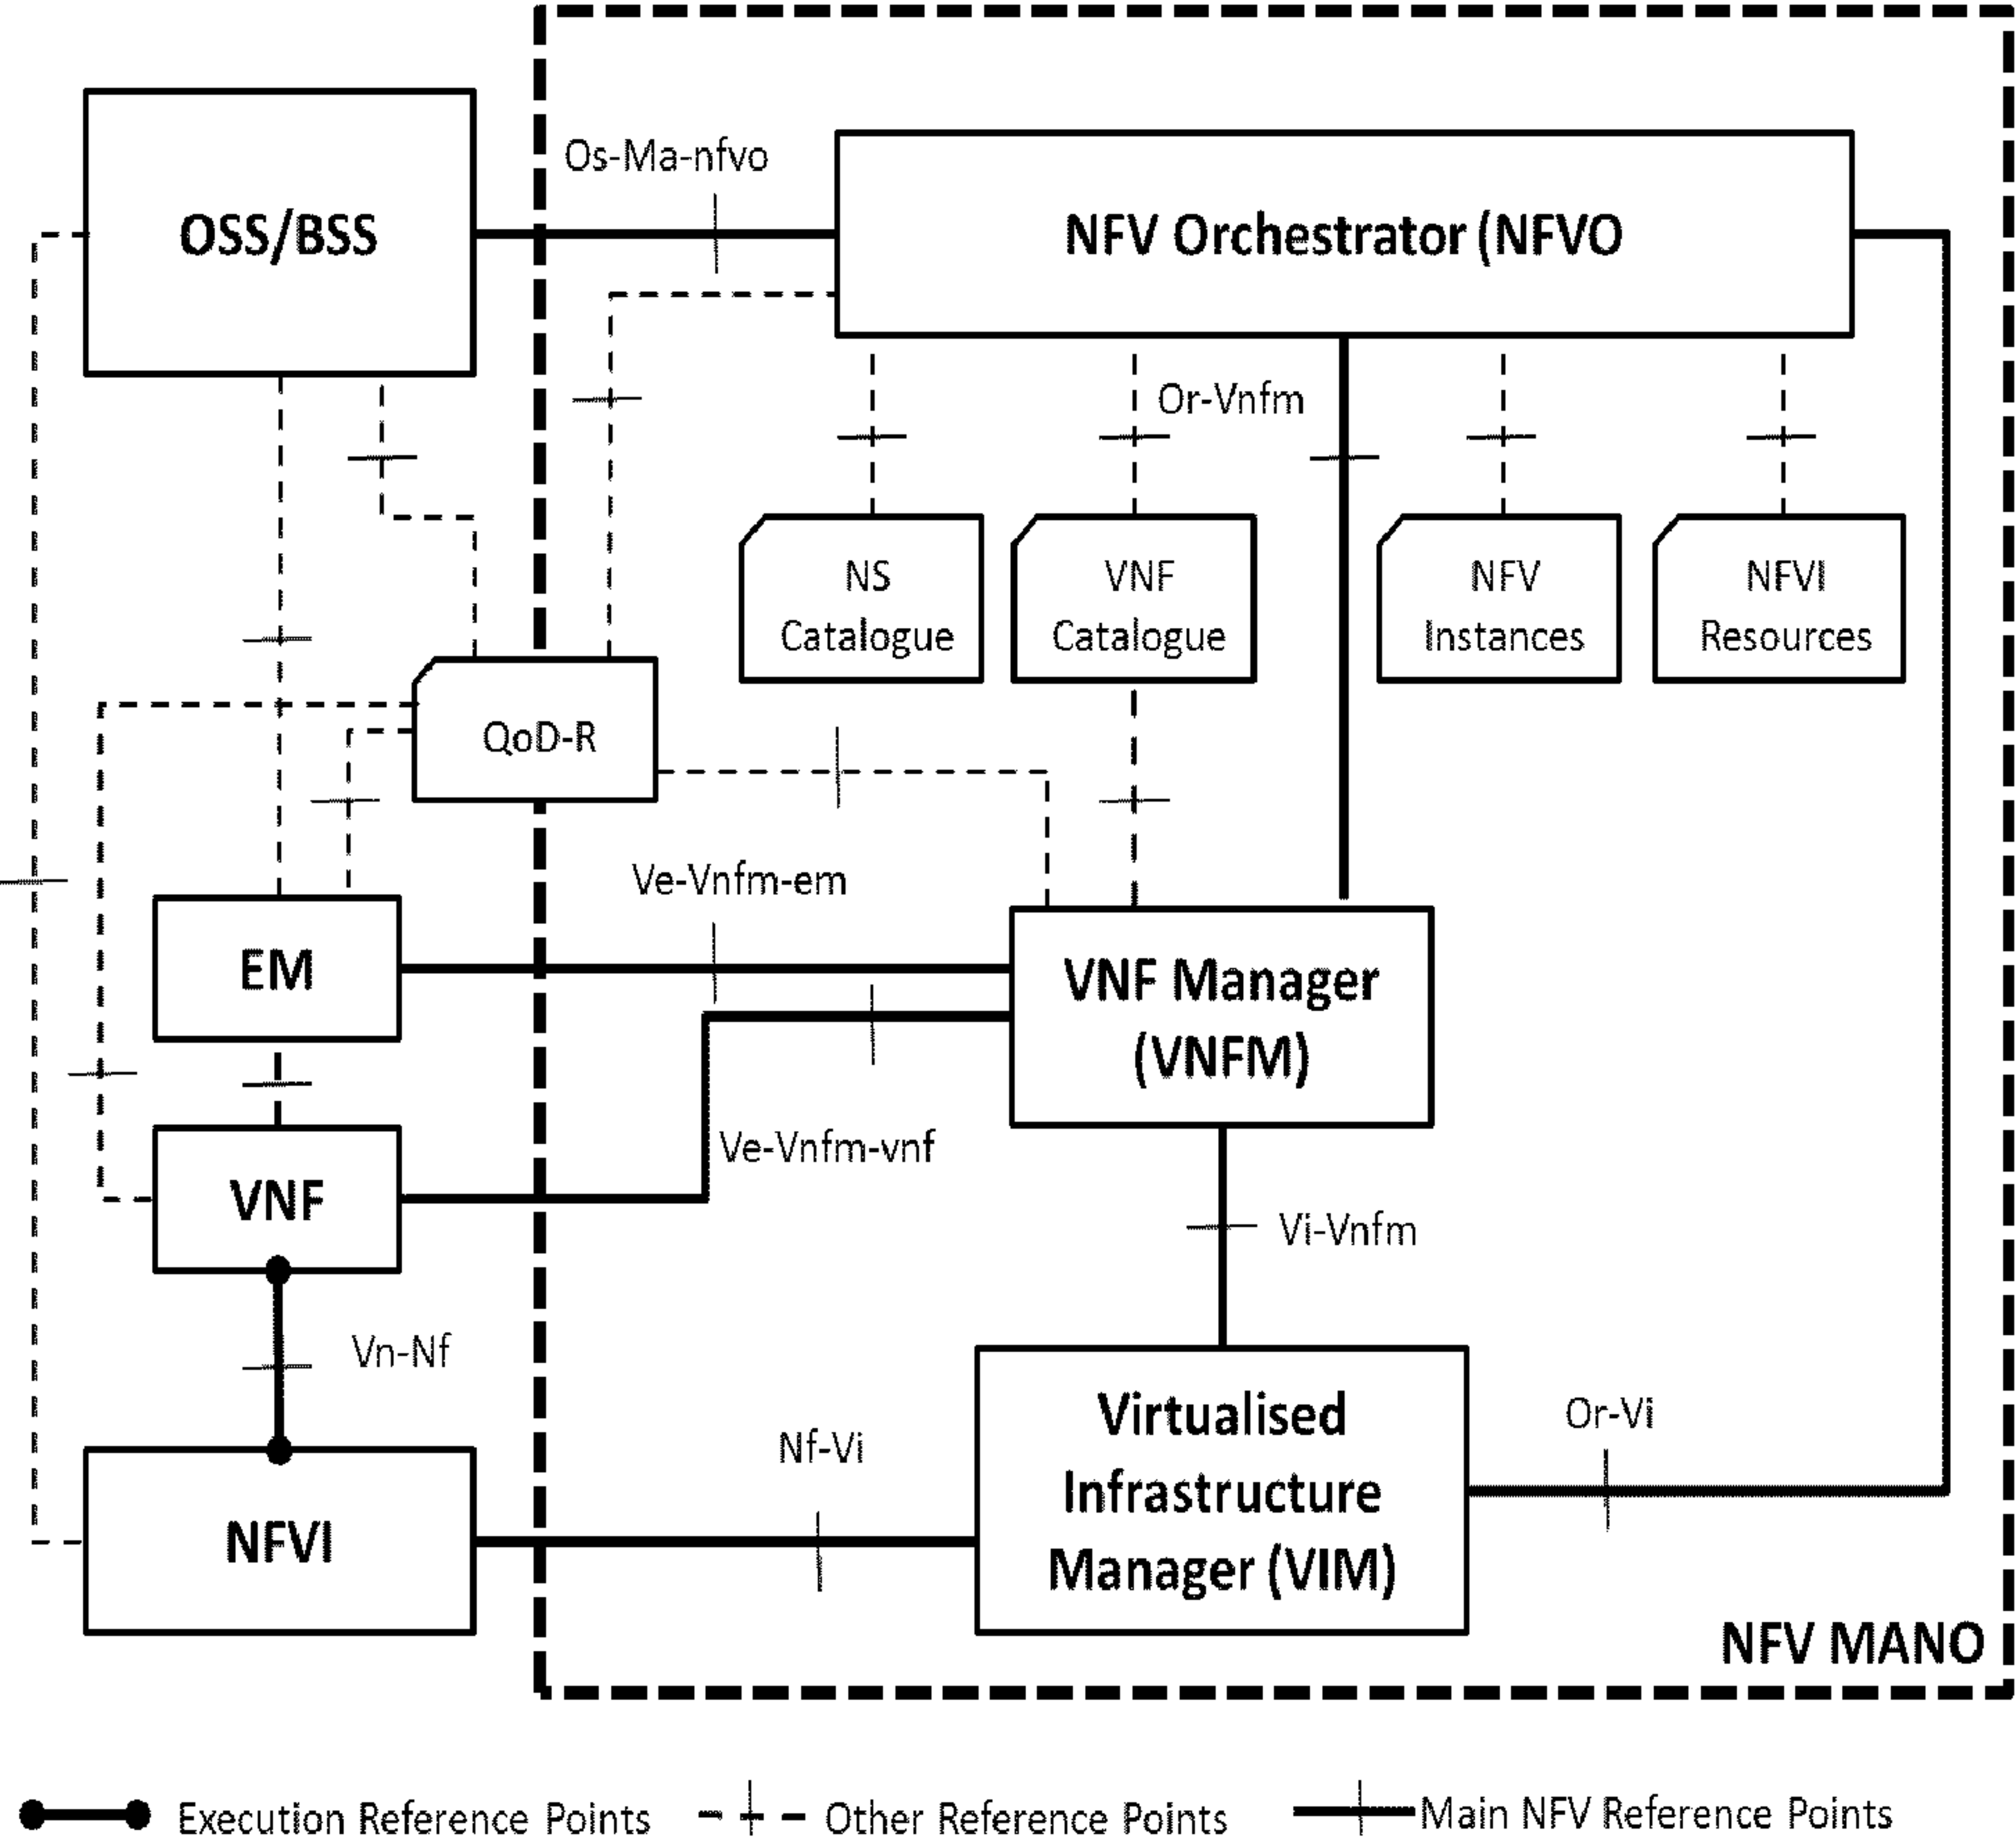 Os-Ma-nfvo
OSS/BSS
NFV Orchestrator (NFVO
Or-Vnfm
NS
Catalogue
VNF
Catalogue
NFV
Instances
NFVI
Resources
QoD-R
Ve-Vnfm-em
EM
VNF Manager
(VNFM)
Ve-Vnfm-vnf
VNF
Vi-Vnfm
Vn-Nf
Nf-Vi
Virtualised
Infrastructure
Manager (VIM)
Or-Vi
NFVI
NFV MANO
Execution Reference Points
Other Reference Points
Main NFV Reference Points